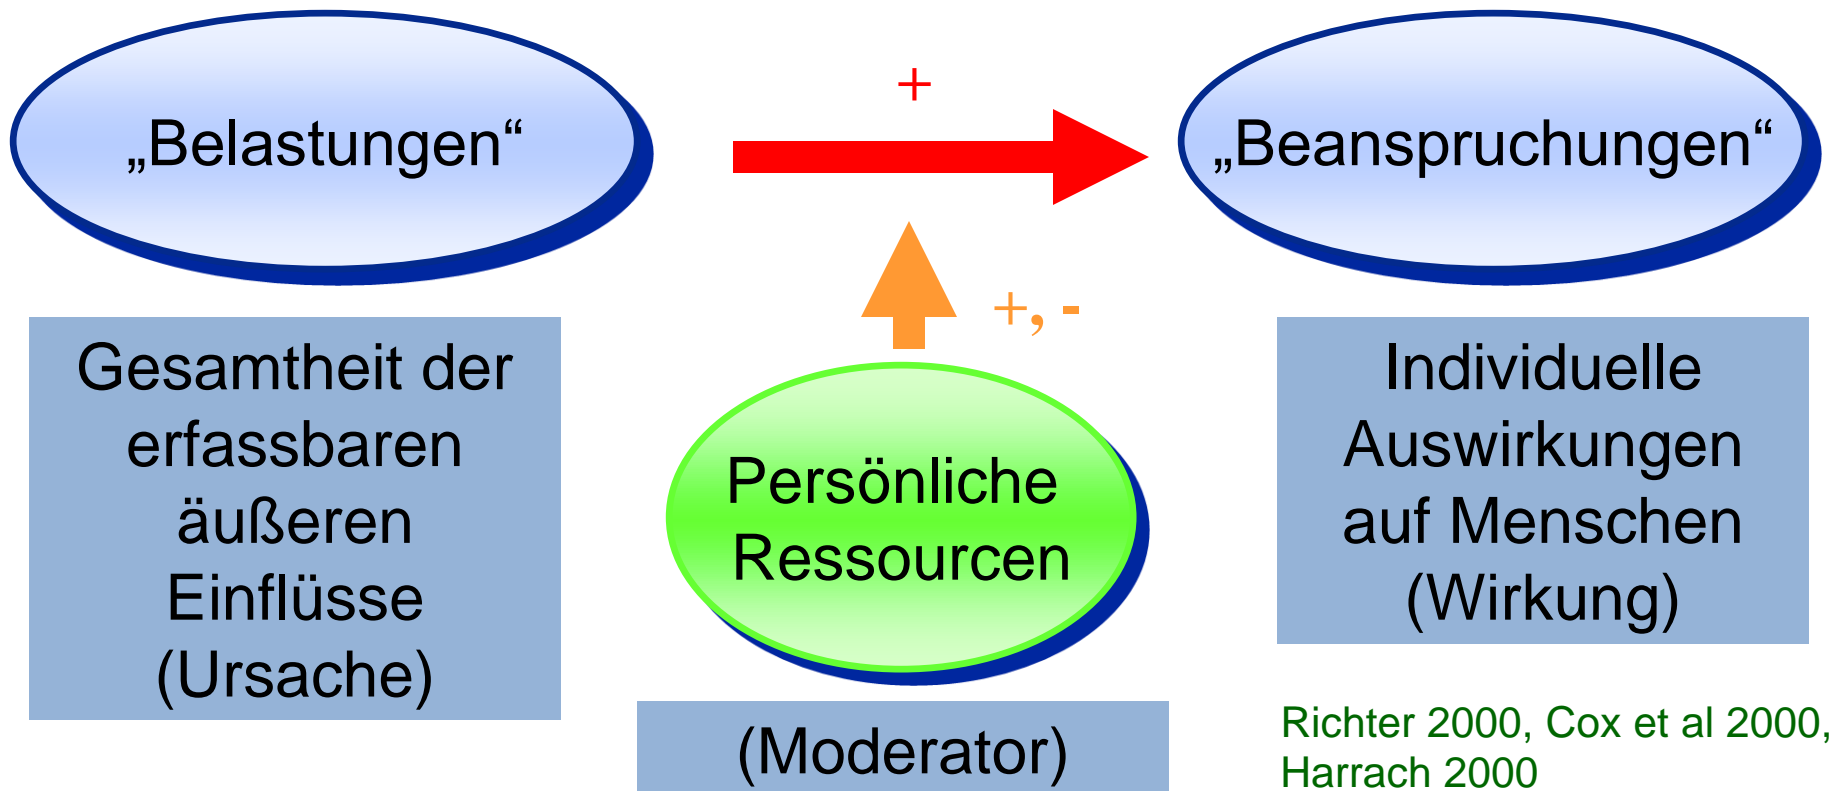 „Belastungen“
+
„Beanspruchungen“
+, -
Gesamtheit der
erfassbaren
äußeren
Einflüsse
(Ursache)
Persönliche
Ressourcen
(Moderator)
Individuelle
Auswirkungen
auf Menschen
(Wirkung)
Richter 2000, Cox et al 2000,
Harrach 2000